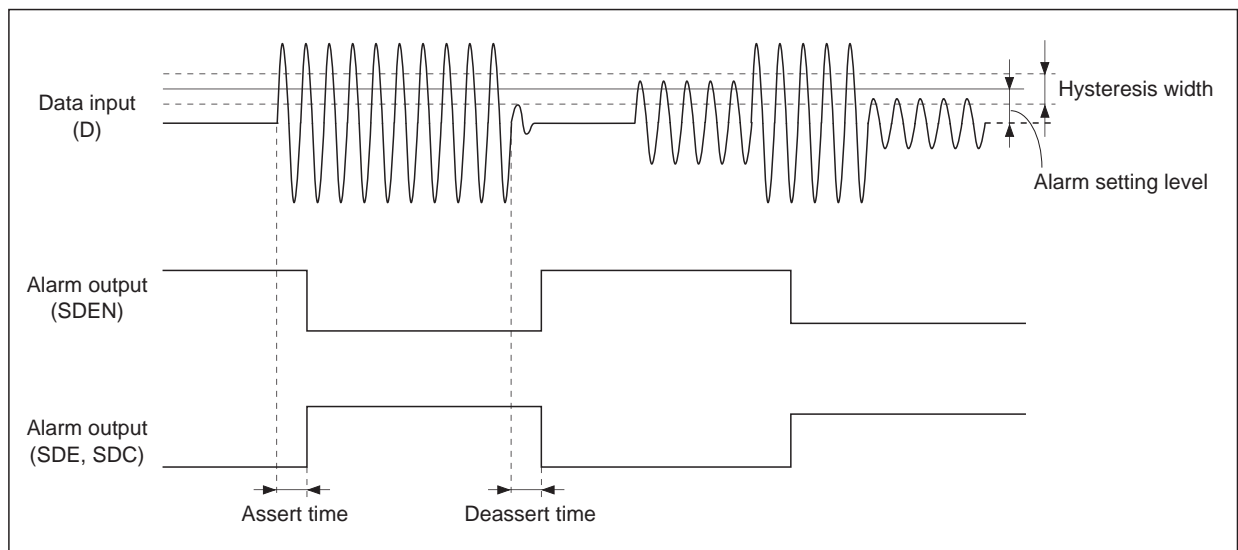 Data input
(D)
Hysteresis width
Alarm setting level
Alarm output
(SDEN)
Alarm output
(SDE, SDC)
Assert time
Deassert time